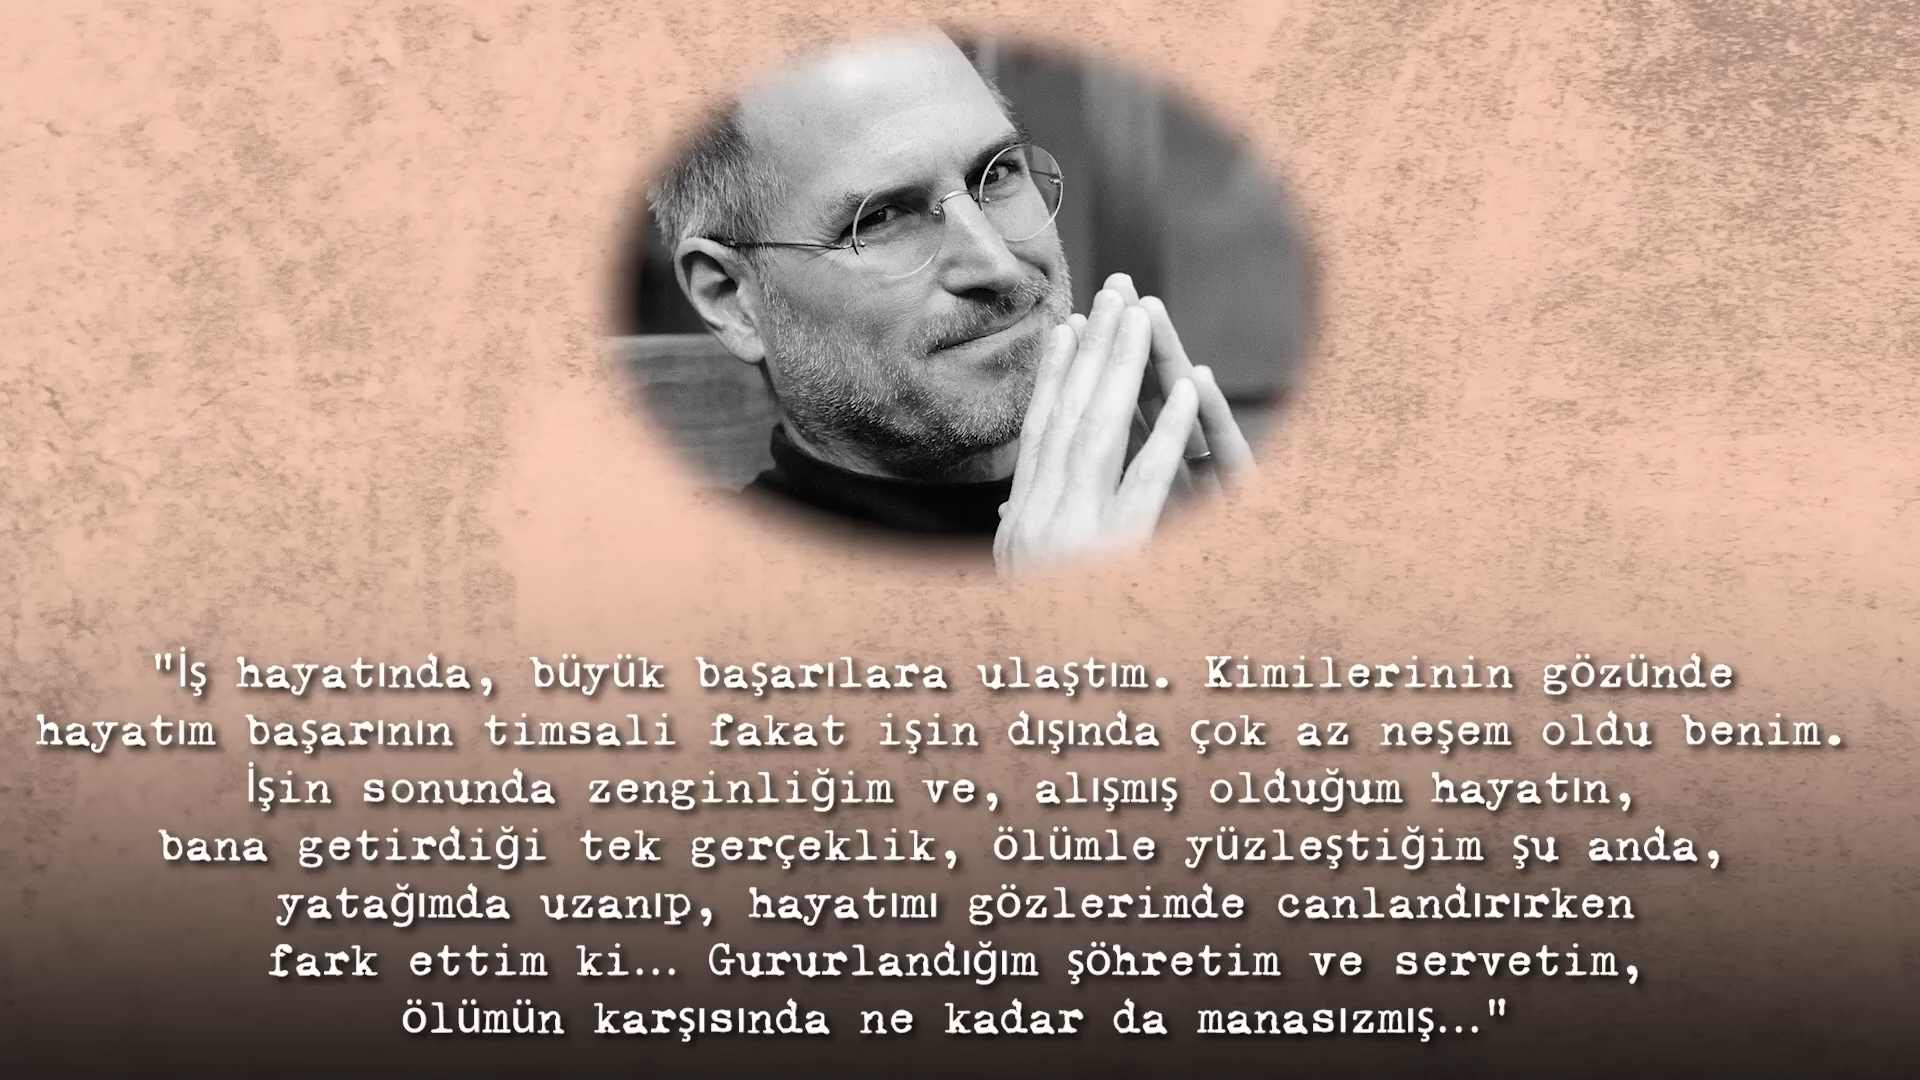 "İş hayatında, büyük başarılara ulaştım. Kimilerinin gözünde
hayatım başarının timsali fakat işin dışında çok az neşem oldu benim.
İşin sonunda zenginliğim ve, alışmış olduğum hayatın,
bana getirdiği tek gerçeklik, ölümle yüzleştiğim şu anda,
yatağımda uzanıp, hayatımı gözlerimde canlandırırken
fark ettim ki... Gururlandığım şöhretim ve servetim,
ölümün karşısında ne kadar da manasızmış..."